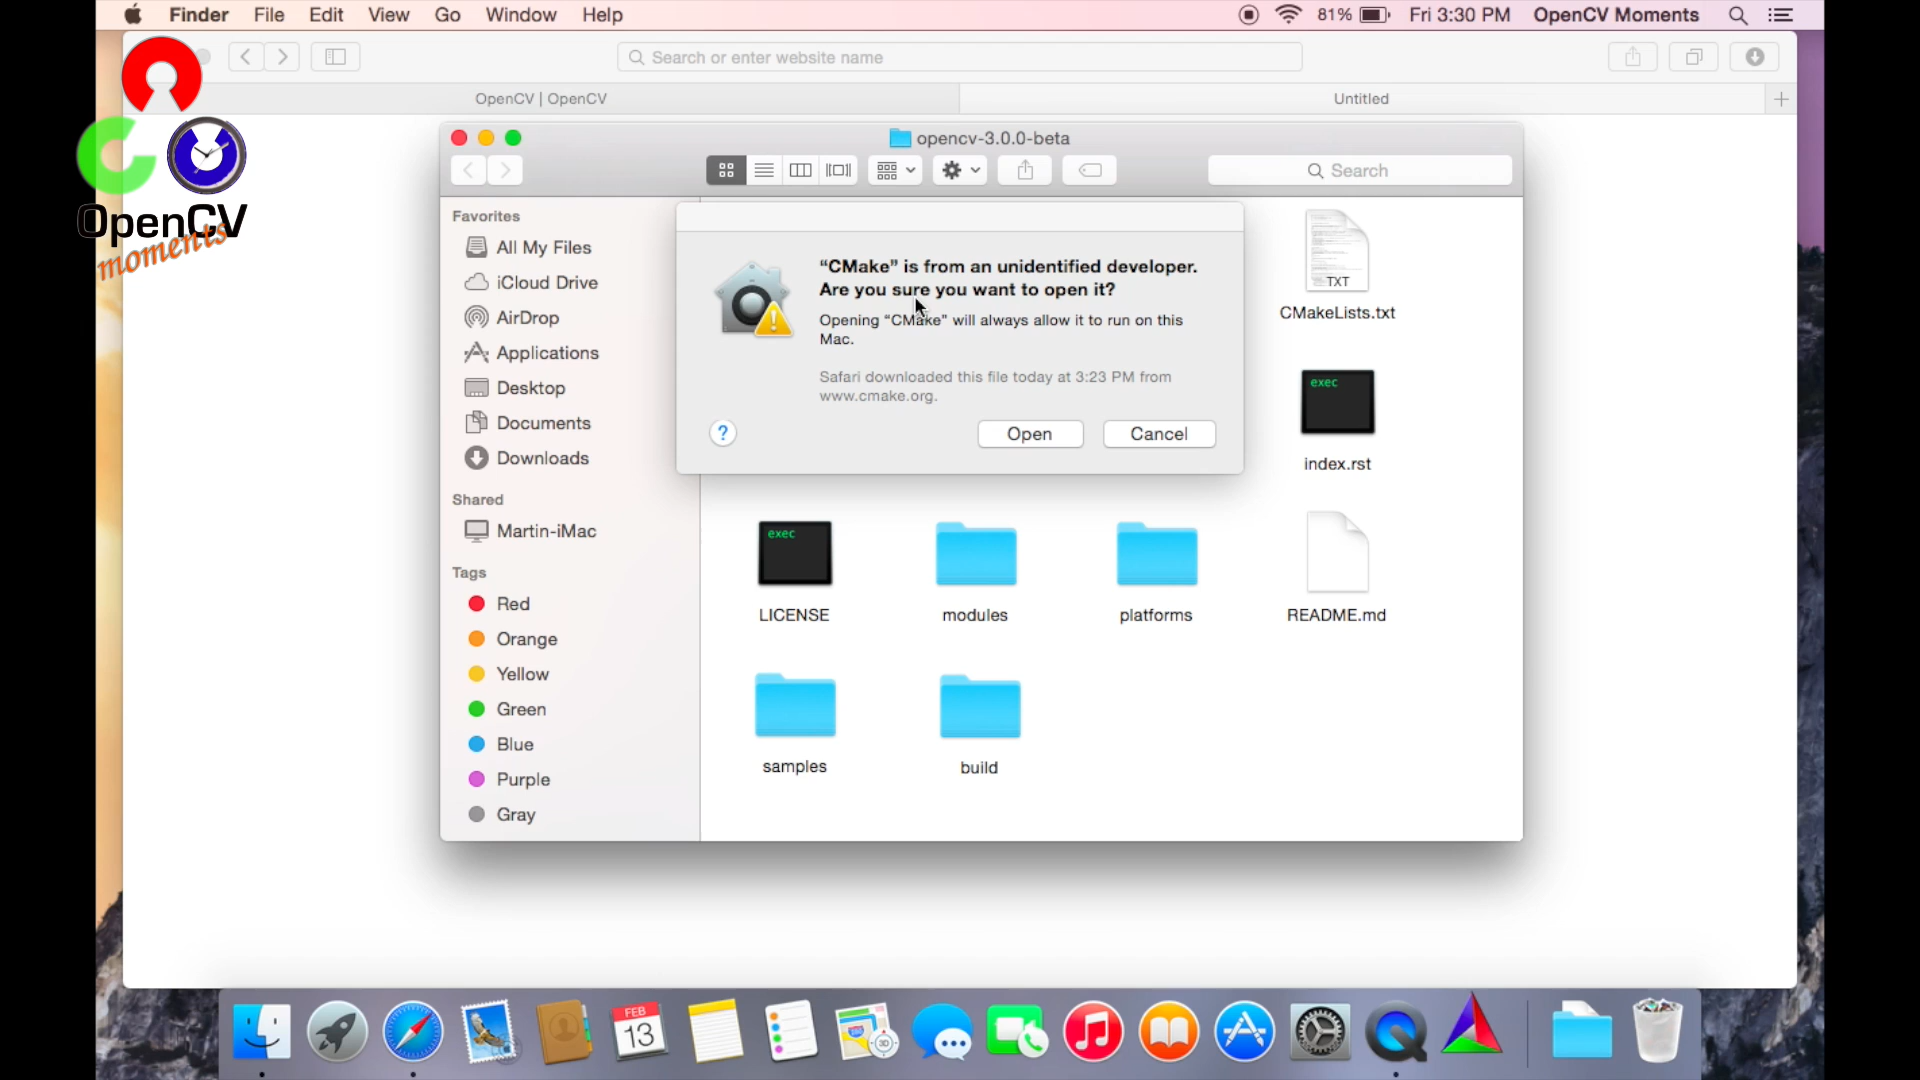 Finder File Edit View Go Window Help 81% Fri 3:30 PM OpenCV Moments
Search or enter website name
OpenCV | OpenCV Untitled
OpenCV
moments
opencv-3.0.0-beta
Search
Favorites
All My Files
iCloud Drive
AirDrop
Applications
Desktop
Documents
Downloads
Shared
Martin-iMac
Tags
Red
Orange
Yellow
Green
Blue
Purple
Gray
“CMake” is from an unidentified developer.
Are you sure you want to open it?
Opening “CMake” will always allow it to run on this
Mac.
Safari downloaded this file today at 3:23 PM from
www.cmake.org.
?
Open Cancel
TXT
CMakeLists.txt
exec
index.rst
exec
LICENSE modules platforms README.md
samples build
FEB
13
3D